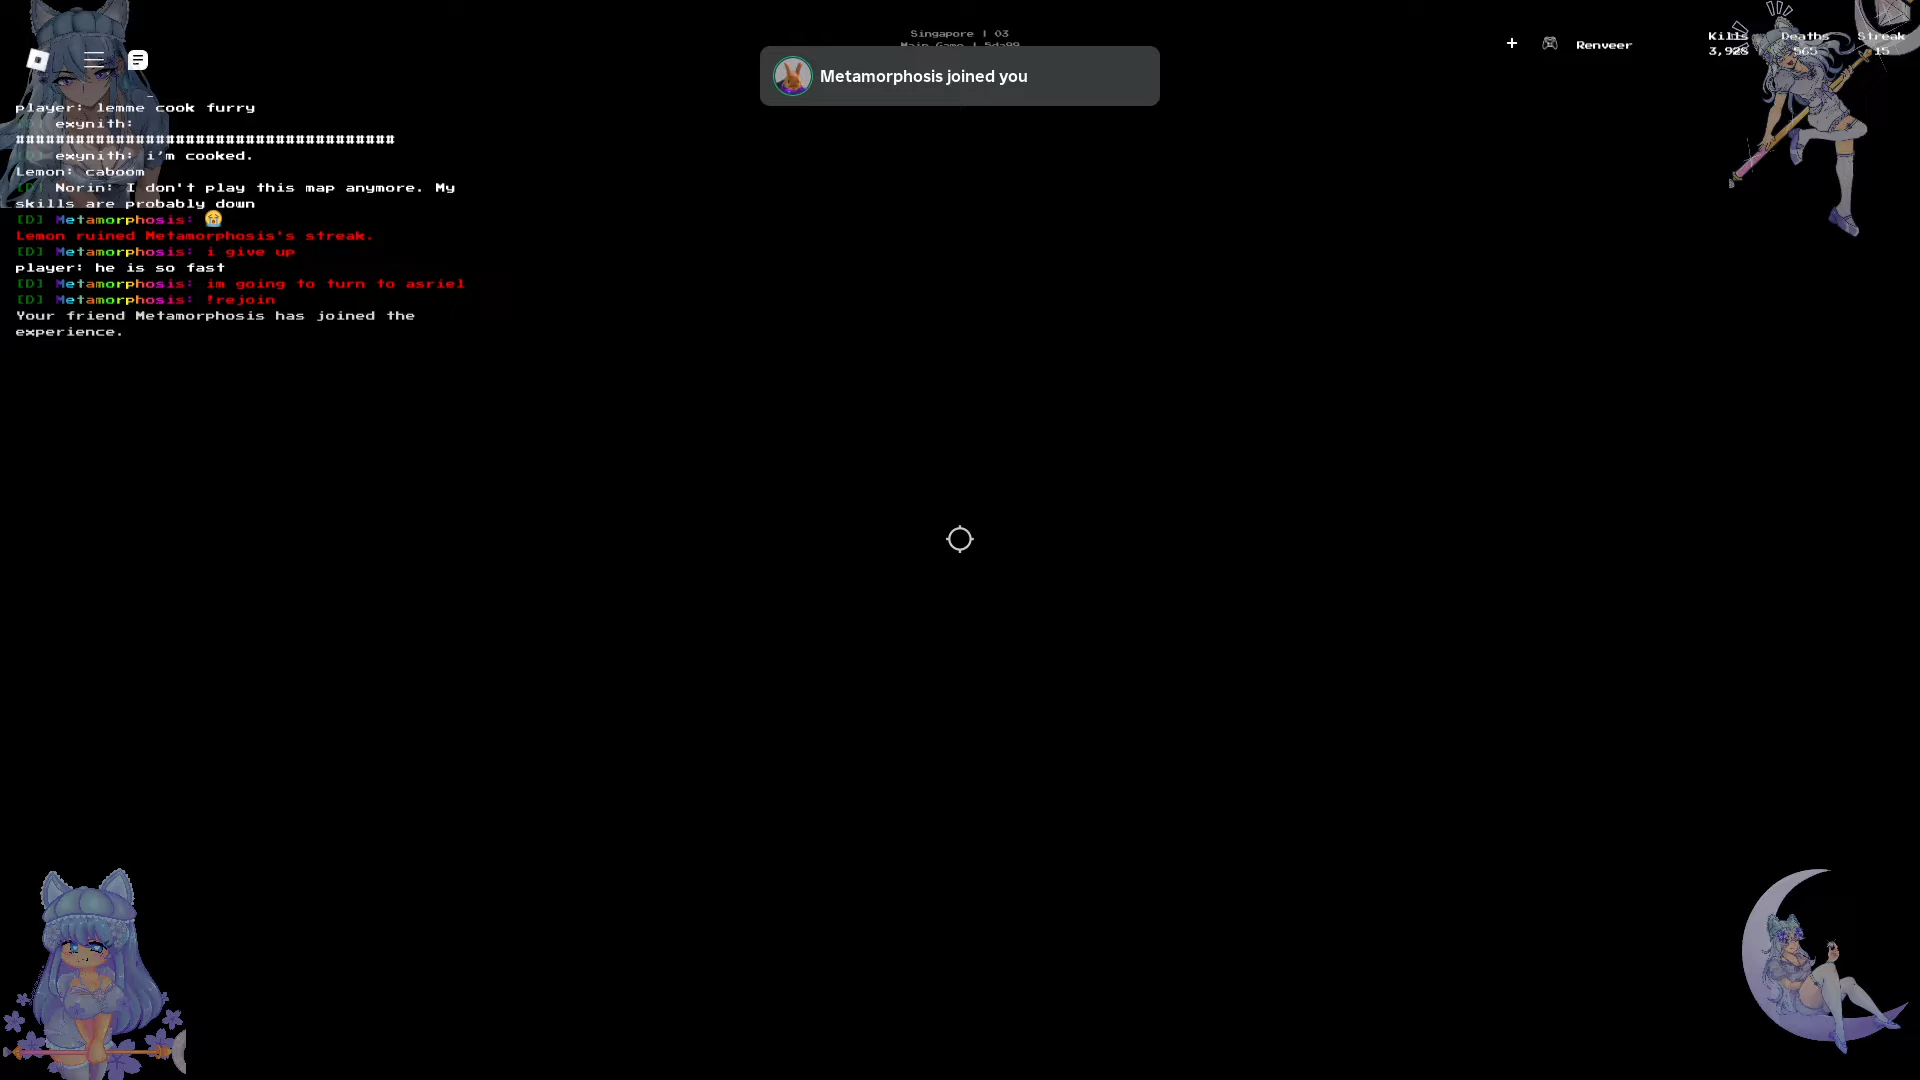 Singapore | 03
Metamorphosis joined you
Renveer
Kills
3,928
Deaths
565
Streak
15
player: lemme cook furry
exynith:
######################################
exynith: i'm cooked.
Lemon: caboom
[D] Norin: I don't play this map anymore. My
skills are probably down
[D] Metamorphosis: 😭
Lemon ruined Metamorphosis's streak.
[D] Metamorphosis: i give up
player: he is so fast
[D] Metamorphosis: im going to turn to asriel
[D] Metamorphosis: !rejoin
Your friend Metamorphosis has joined the
experience.